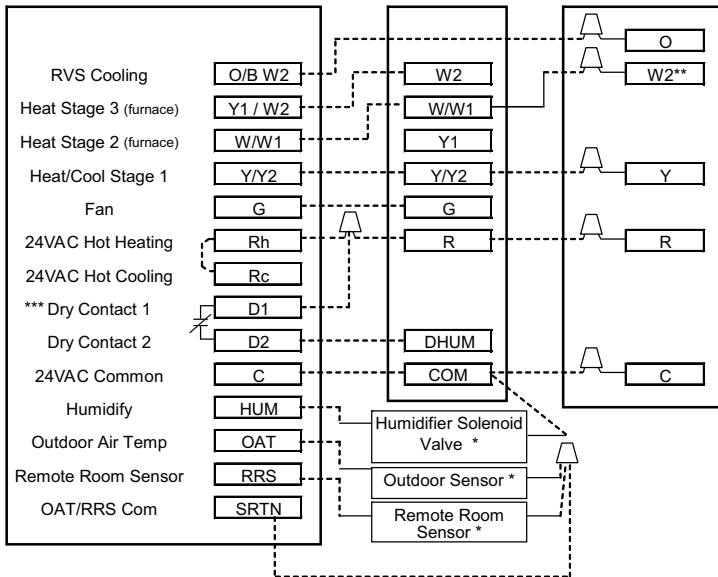 O
RVS Cooling O/B W2 W2 W2**
Heat Stage 3 (furnace) Y1 / W2 W/W1
Heat Stage 2 (furnace) W/W1 Y1
Heat/Cool Stage 1 Y/Y2 Y/Y2 Y
Fan G G
24VAC Hot Heating Rh R R
24VAC Hot Cooling Rc
*** Dry Contact 1 D1
Dry Contact 2 D2 DHUM
24VAC Common C COM C
Humidify HUM Humidifier Solenoid
Valve *
Outdoor Air Temp OAT
Remote Room Sensor RRS Outdoor Sensor *
OAT/RRS Com SRTN Remote Room
Sensor *